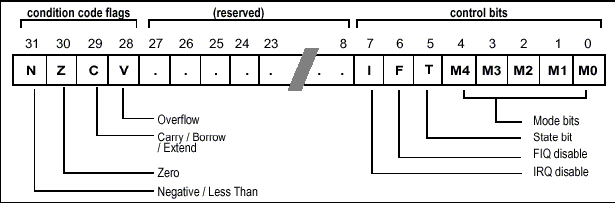 condition code flags (reserved) control bits
31 30 29 28 27 26 25 24 23 8 7 6 5 4 3 2 1 0
N Z C V . . . . . . . I F T M4 M3 M2 M1 M0
Overflow
Carry / Borrow
/ Extend
Zero
Negative / Less Than
Mode bits
State bit
FIQ disable
IRQ disable